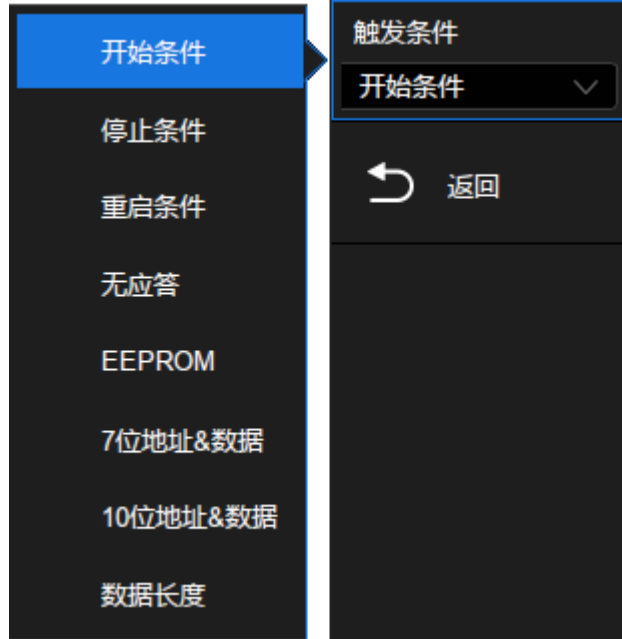 开始条件
停止条件
重启条件
无应答
EEPROM
7位地址&数据
10位地址&数据
数据长度
触发条件
开始条件
返回